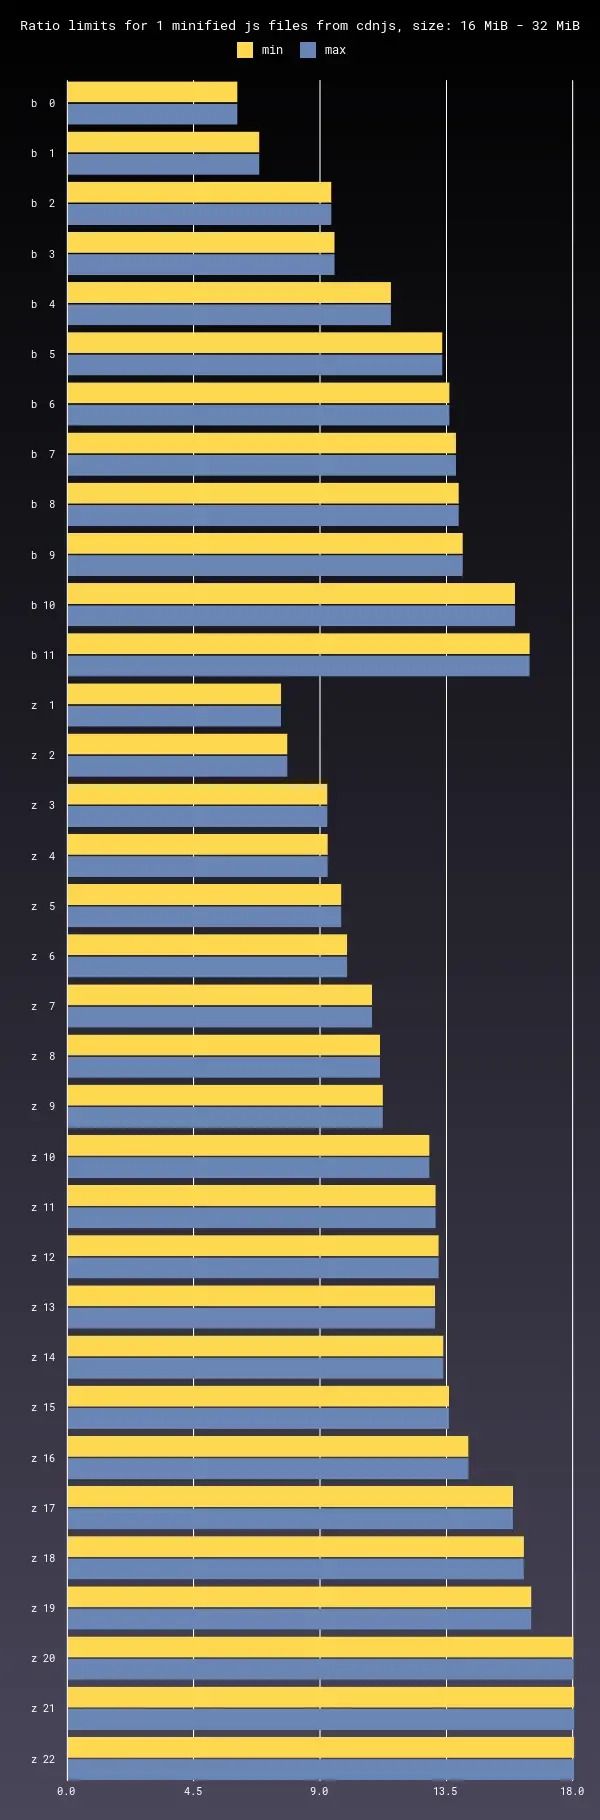 Ratio limits for 1 minified js files from cdnjs, size: 16 MiB - 32 MiB
min max
b 0
b 1
b 2
b 3
b 4
b 5
b 6
b 7
b 8
b 9
b 10
b 11
z 1
z 2
z 3
z 4
z 5
z 6
z 7
z 8
z 9
z 10
z 11
z 12
z 13
z 14
z 15
z 16
z 17
z 18
z 19
z 20
z 21
z 22
0.0 4.5 9.0 13.5 18.0